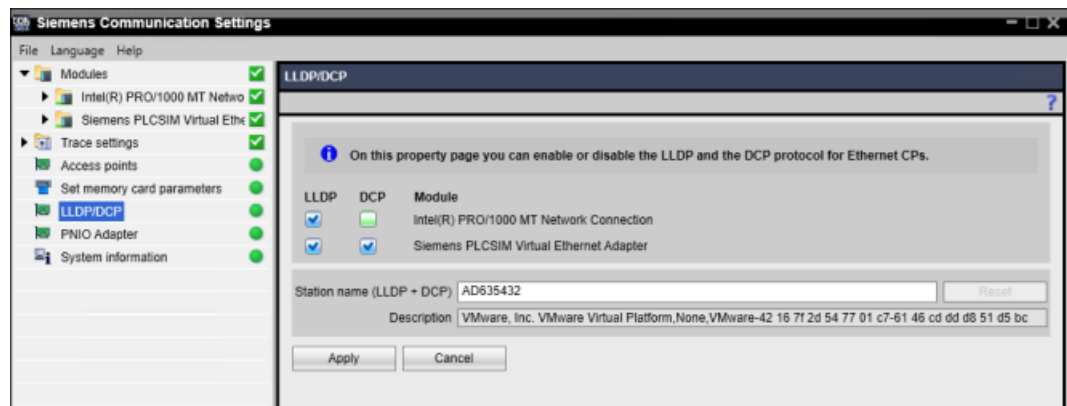 Siemens Communication Settings
File Language Help
Modules
Intel(R) PRO/1000 MT Netwo
Siemens PLCSIM Virtual Ethe
Trace settings
Access points
Set memory card parameters
LLDP/DCP
PNIO Adapter
System information
LLDP/DCP
?
On this property page you can enable or disable the LLDP and the DCP protocol for Ethernet CPs.
LLDP DCP Module
Intel(R) PRO/1000 MT Network Connection
Siemens PLCSIM Virtual Ethernet Adapter
Station name (LLDP + DCP) AD635432 Reset
Description VMware, Inc. VMware Virtual Platform,None,VMware-42 16 7f 2d 54 77 01 c7-61 46 cd dd d8 51 d5 bc
Apply Cancel